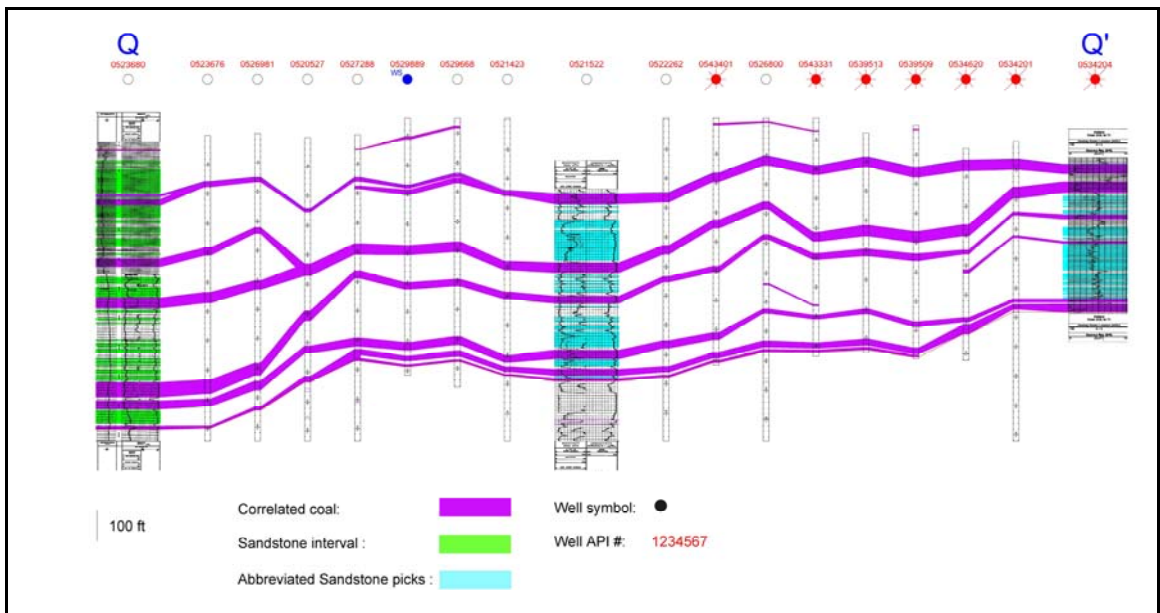 Q Q'
0523680 0523676 0526981 0520527 0527288 0529889 0529668 0521423 0521522 0522262 0543401 0526800 0543331 0539513 0539509 0534620 0534201 0534204
WS
100 ft
Correlated coal:
Sandstone interval :
Abbreviated Sandstone picks :
Well symbol:
Well API #: 1234567